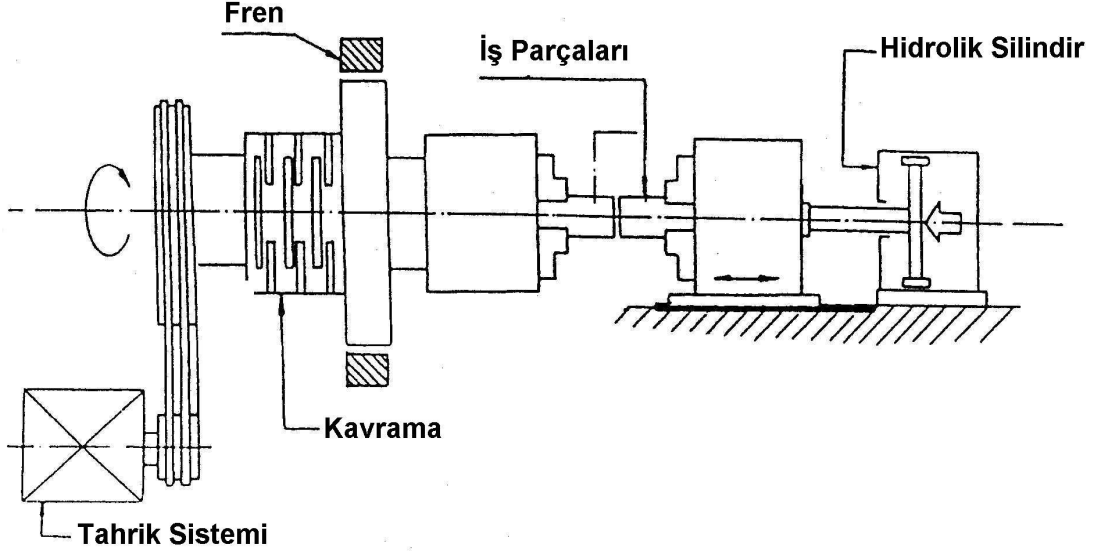 Fren
İş Parçaları
Hidrolik Silindir
Kavrama
Tahrik Sistemi